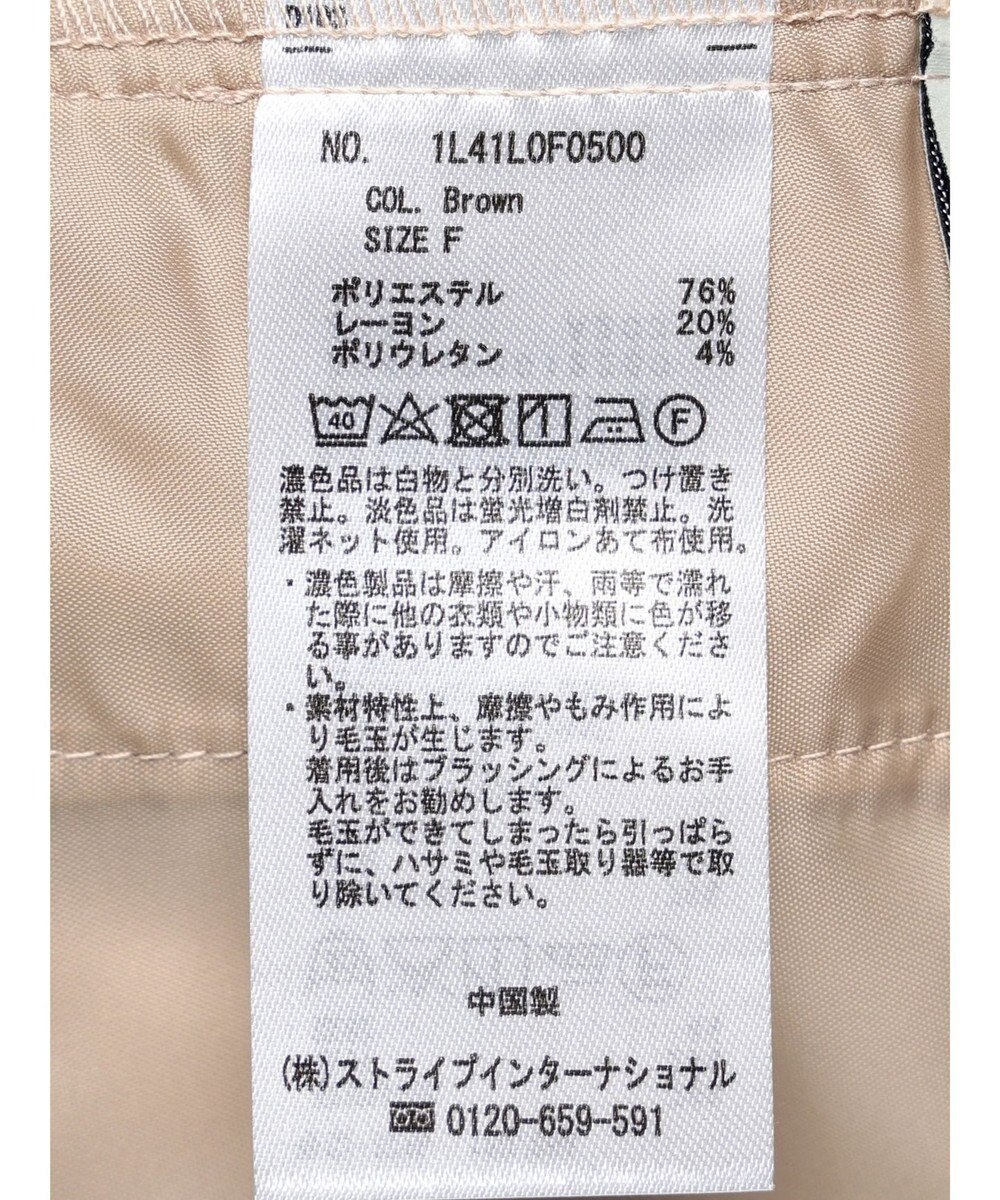 NO. 1L41L0F0500
COL. Brown
SIZE F
ポリエステル 76%
レーヨン 20%
ポリウレタン 4%
40 1 F
濃色品は白物と分別洗い。つけ置き
禁止。淡色品は蛍光増白剤禁止。洗
濯ネット使用。アイロンあて布使用。
・濃色製品は摩擦や汗、雨等で濡れ
た際に他の衣類や小物類に色が移
る事がありますのでご注意くださ
い。
・素材特性上、摩擦やもみ作用によ
り毛玉が生じます。
着用後はブラッシングによるお手
入れをお勧めします。
毛玉ができてしまったら引っぱら
ずに、ハサミや毛玉取り器等で取
り除いてください。
中国製
(株)ストライプインターナショナル
0120-659-591